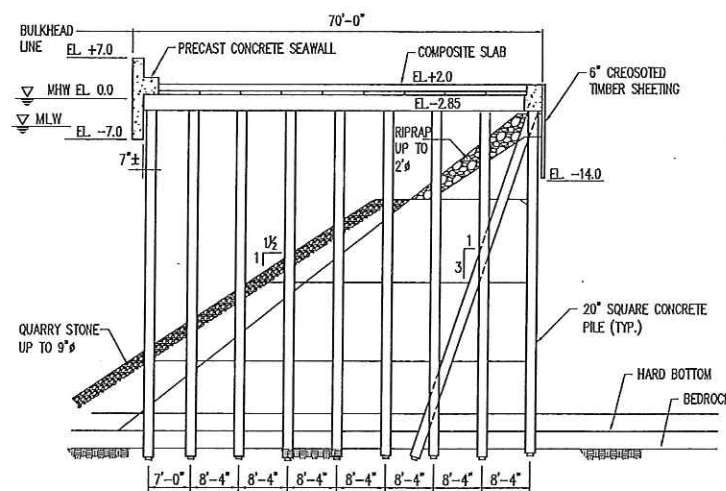 70'-0"
BULKHEAD
LINE
EL. +7.0
PRECAST CONCRETE SEAWALL
COMPOSITE SLAB
EL.+2.0
6" CREOSOTED
TIMBER SHEETING
MHW EL. 0.0
EL.-2.85
MLW
EL. -7.0
RIPRAP
UP TO
2'ø
7"±
EL. -14.0
1½
1
1
3
20" SQUARE CONCRETE
PILE (TYP.)
QUARRY STONE
UP TO 9"ø
HARD BOTTOM
BEDROCK
7'-0" 8'-4" 8'-4" 8'-4" 8'-4" 8'-4" 8'-4" 8'-4"